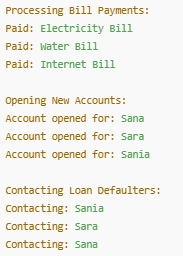 Processing Bill Payments:
Paid: Electricity Bill
Paid: Water Bill
Paid: Internet Bill

Opening New Accounts:
Account opened for: Sana
Account opened for: Sara
Account opened for: Sania

Contacting Loan Defaulters:
Contacting: Sania
Contacting: Sara
Contacting: Sana